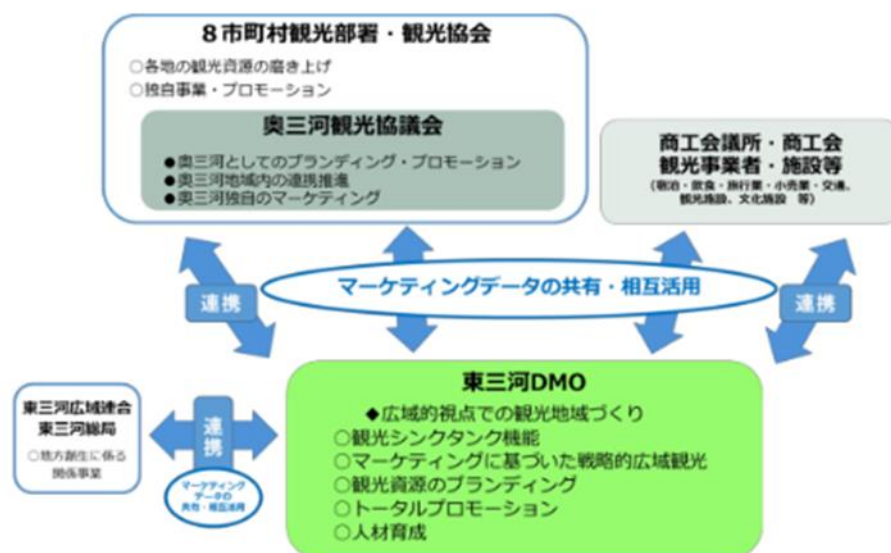 ８市町村観光部署・観光協会
○各地の観光資源の磨き上げ
○独自事業・プロモーション
奥三河観光協議会
●奥三河としてのブランディング・プロモーション
●奥三河地域内の連携推進
●奥三河独自のマーケティング
商工会議所・商工会
観光事業者・施設等
（宿泊・飲食・旅行業・小売業・交通、
観光施設、文化施設　等）
マーケティングデータの共有・相互活用
連携
連携
東三河DMO
◆広域的視点での観光地域づくり
○観光シンクタンク機能
○マーケティングに基づいた戦略的広域観光
○観光資源のブランディング
○トータルプロモーション
○人材育成
東三河広域連合
東三河総局
○地方創生に係る
関係事業
連携
マーケティング
データの
共有・相互活用